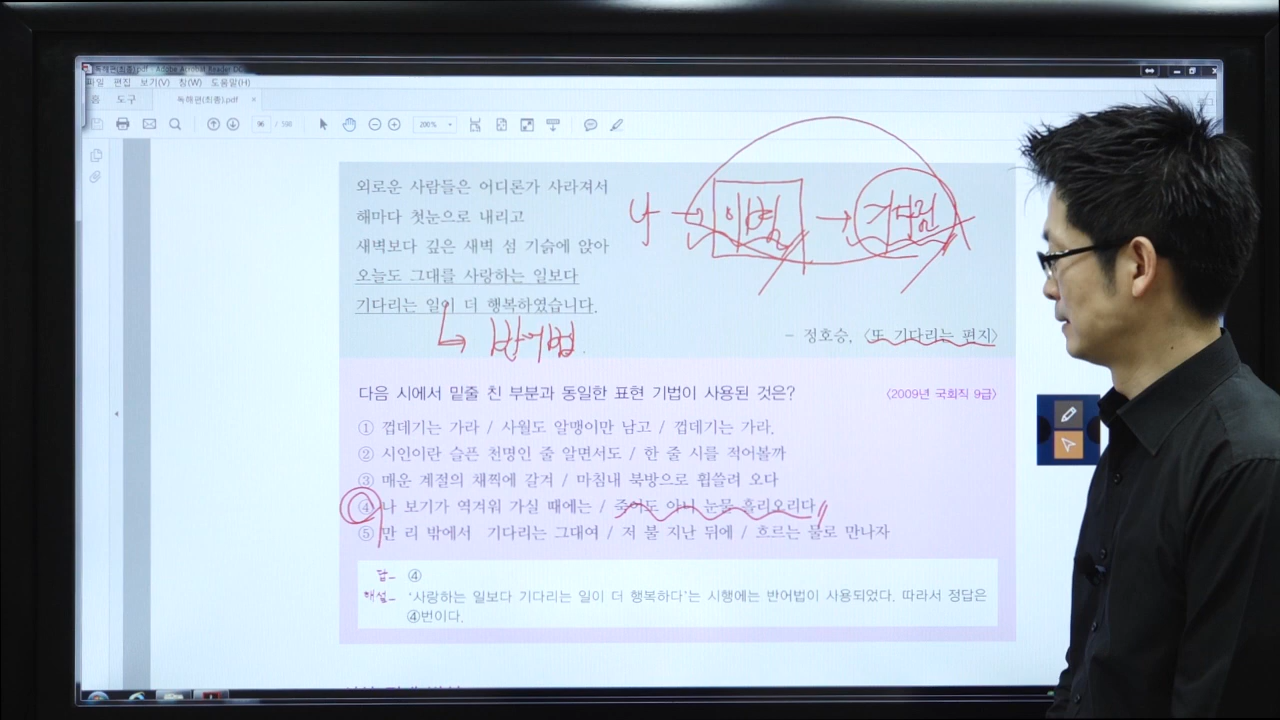 독해편(최종).pdf - Adobe Acrobat Reader DC
파일 편집 보기(V) 창(W) 도움말(H)
홈 도구 독해편(최종).pdf ×
96 / 598 200%
외로운 사람들은 어디론가 사라져서
해마다 첫눈으로 내리고
새벽보다 깊은 새벽 섬 기슭에 앉아
오늘도 그대를 사랑하는 일보다
기다리는 일이 더 행복하였습니다.
나 → 이별 → 기다림
반어법
- 정호승, 〈또 기다리는 편지〉
다음 시에서 밑줄 친 부분과 동일한 표현 기법이 사용된 것은?
〈2009년 국회직 9급〉
① 껍데기는 가라 / 사월도 알맹이만 남고 / 껍데기는 가라.
② 시인이란 슬픈 천명인 줄 알면서도 / 한 줄 시를 적어볼까
③ 매운 계절의 채찍에 갈겨 / 마침내 북방으로 휩쓸려 오다
④ 나 보기가 역겨워 가실 때에는 / 죽어도 아니 눈물 흘리오리다
⑤ 만 리 밖에서 기다리는 그대여 / 저 불 지난 뒤에 / 흐르는 물로 만나자
답 ④
해설 '사랑하는 일보다 기다리는 일이 더 행복하다'는 시행에는 반어법이 사용되었다. 따라서 정답은
④번이다.